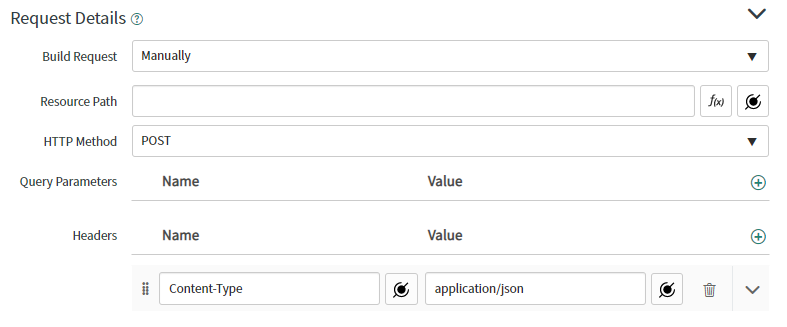 Request Details ?
Build Request Manually
Resource Path f(x)
HTTP Method POST
Query Parameters Name Value
Headers Name Value
Content-Type application/json